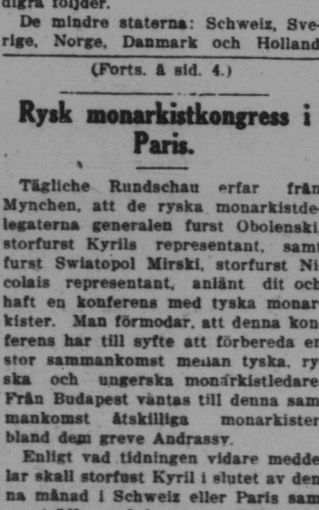 digra följder.
De mindre staterna: Schweiz, Sve-
rige, Norge, Danmark och Holland
(Forts. å sid. 4.)
Rysk monarkistkongress i
Paris.
Tägliche Rundschau erfar från
Mynchen, att de ryska monarkistde-
legaterna generalen furst Obolenski,
storfurst Kyrils representant, samt
furst Swiatopol Mirski, storfurst Ni
colais representant, anlänt dit och
haft en konferens med tyska monar
kister. Man förmodar, att denna kon
ferens har till syfte att förbereda er
stor sammankomst mellan tyska, ry
ska och ungerska monarkistledare
Från Budapest väntas till denna sam
mankomst åtskilliga monarkister
bland dem greve Andrassy.
Enligt vad tidningen vidare medde
lar skall storfust Kyril i slutet av den
na månad i Schweiz eller Paris sam